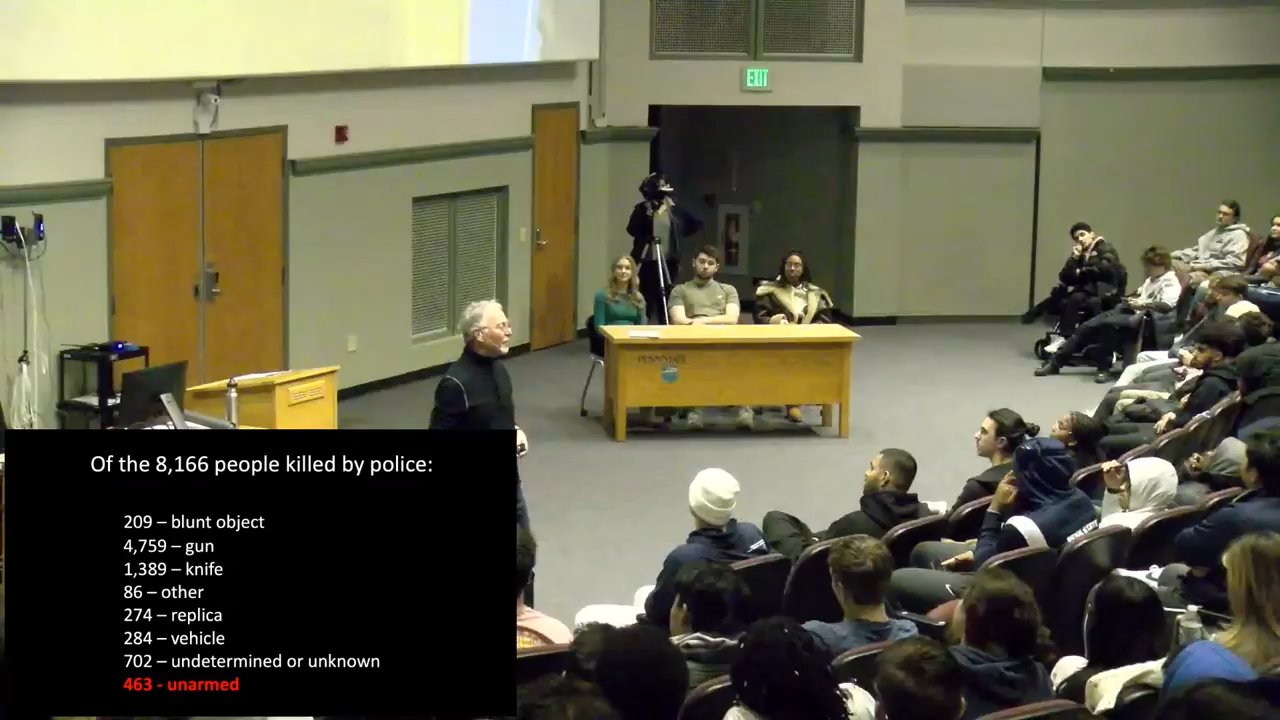 EXIT
PENNSTATE
Of the 8,166 people killed by police:
209 – blunt object
4,759 – gun
1,389 – knife
86 – other
274 – replica
284 – vehicle
702 – undetermined or unknown
463 - unarmed